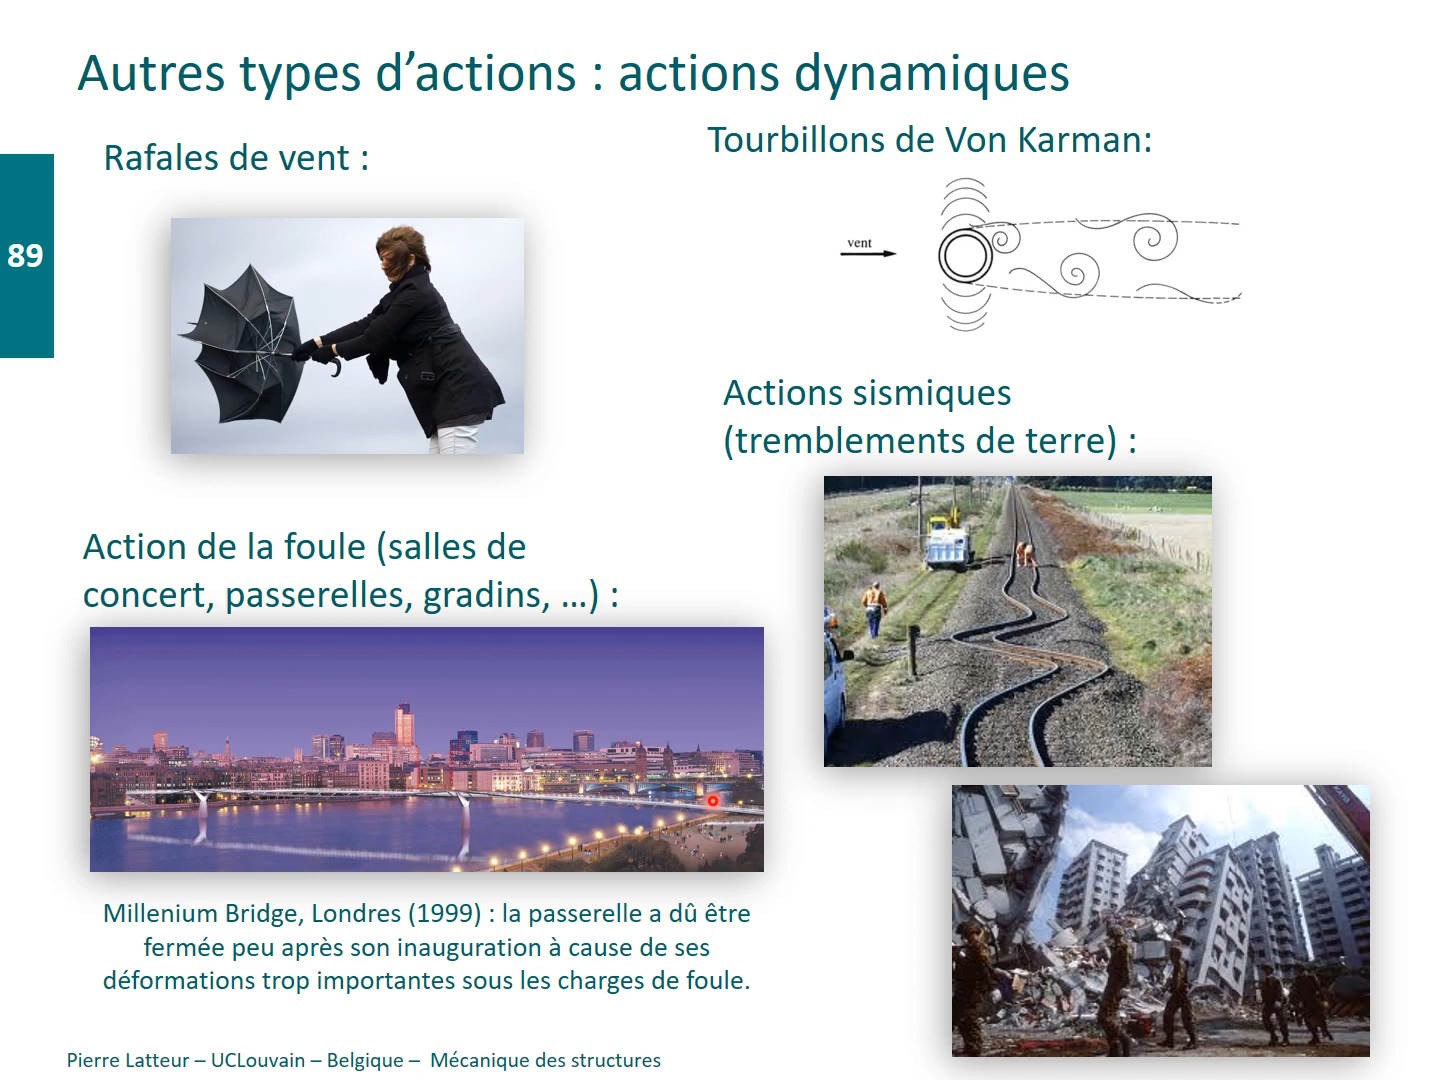 Autres types d’actions : actions dynamiques
89
Rafales de vent :
Tourbillons de Von Karman:
vent
Actions sismiques
(tremblements de terre) :
Action de la foule (salles de
concert, passerelles, gradins, …) :
Millenium Bridge, Londres (1999) : la passerelle a dû être
fermée peu après son inauguration à cause de ses
déformations trop importantes sous les charges de foule.
Pierre Latteur – UCLouvain – Belgique – Mécanique des structures